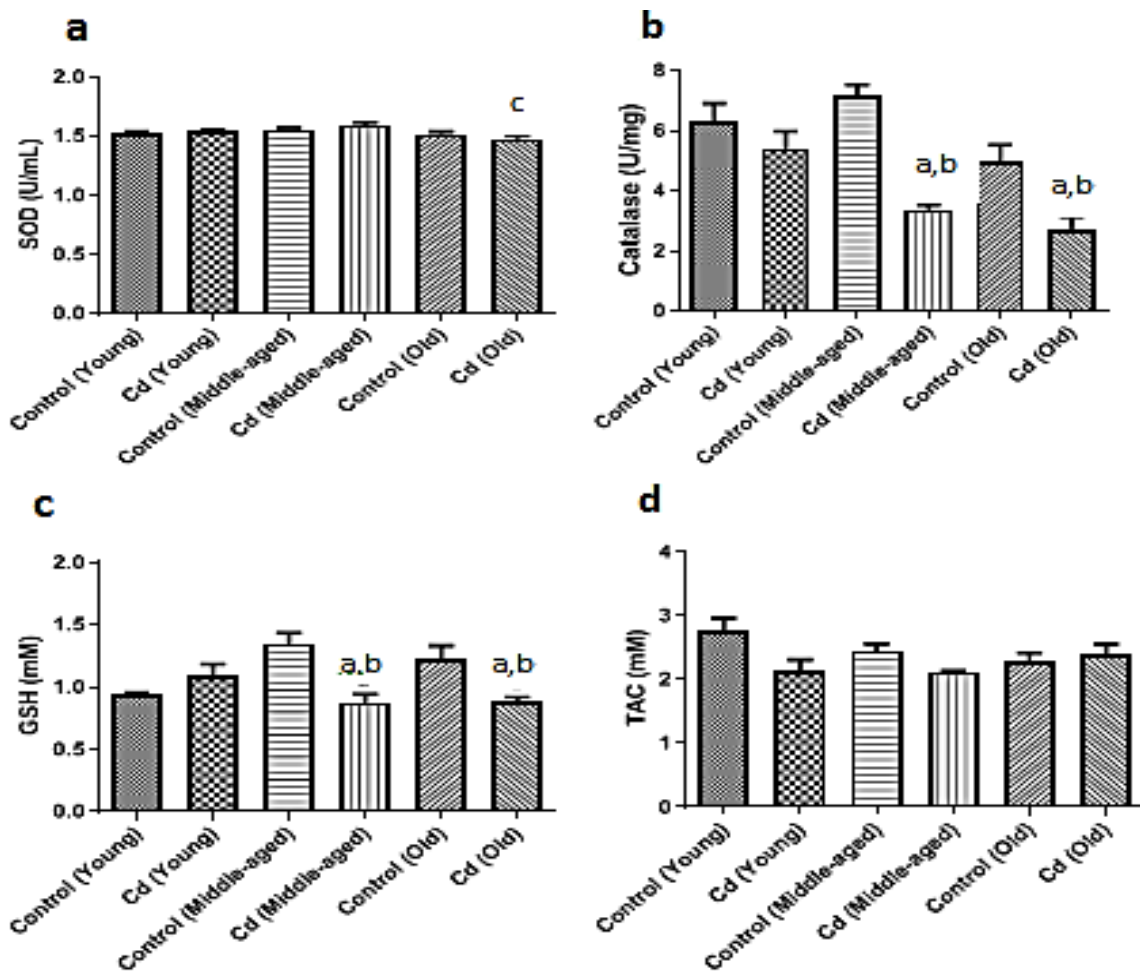 a
2.0
1.5
1.0
0.5
0.0
SOD (U/mL)
c
Control (Young)
Cd (Young)
Control (Middle-aged)
Cd (Middle-aged)
Control (Old)
Cd (Old)
b
8
6
4
2
0
Catalase (U/mg)
a,b
a,b
Control (Young)
Cd (Young)
Control (Middle-aged)
Cd (Middle-aged)
Control (Old)
Cd (Old)
c
2.0
1.5
1.0
0.5
0.0
GSH (mM)
a,b
a,b
Control (Young)
Cd (Young)
Control (Middle-aged)
Cd (Middle-aged)
Control (Old)
Cd (Old)
d
4
3
2
1
0
TAC (mM)
Control (Young)
Cd (Young)
Control (Middle-aged)
Cd (Middle-aged)
Control (Old)
Cd (Old)